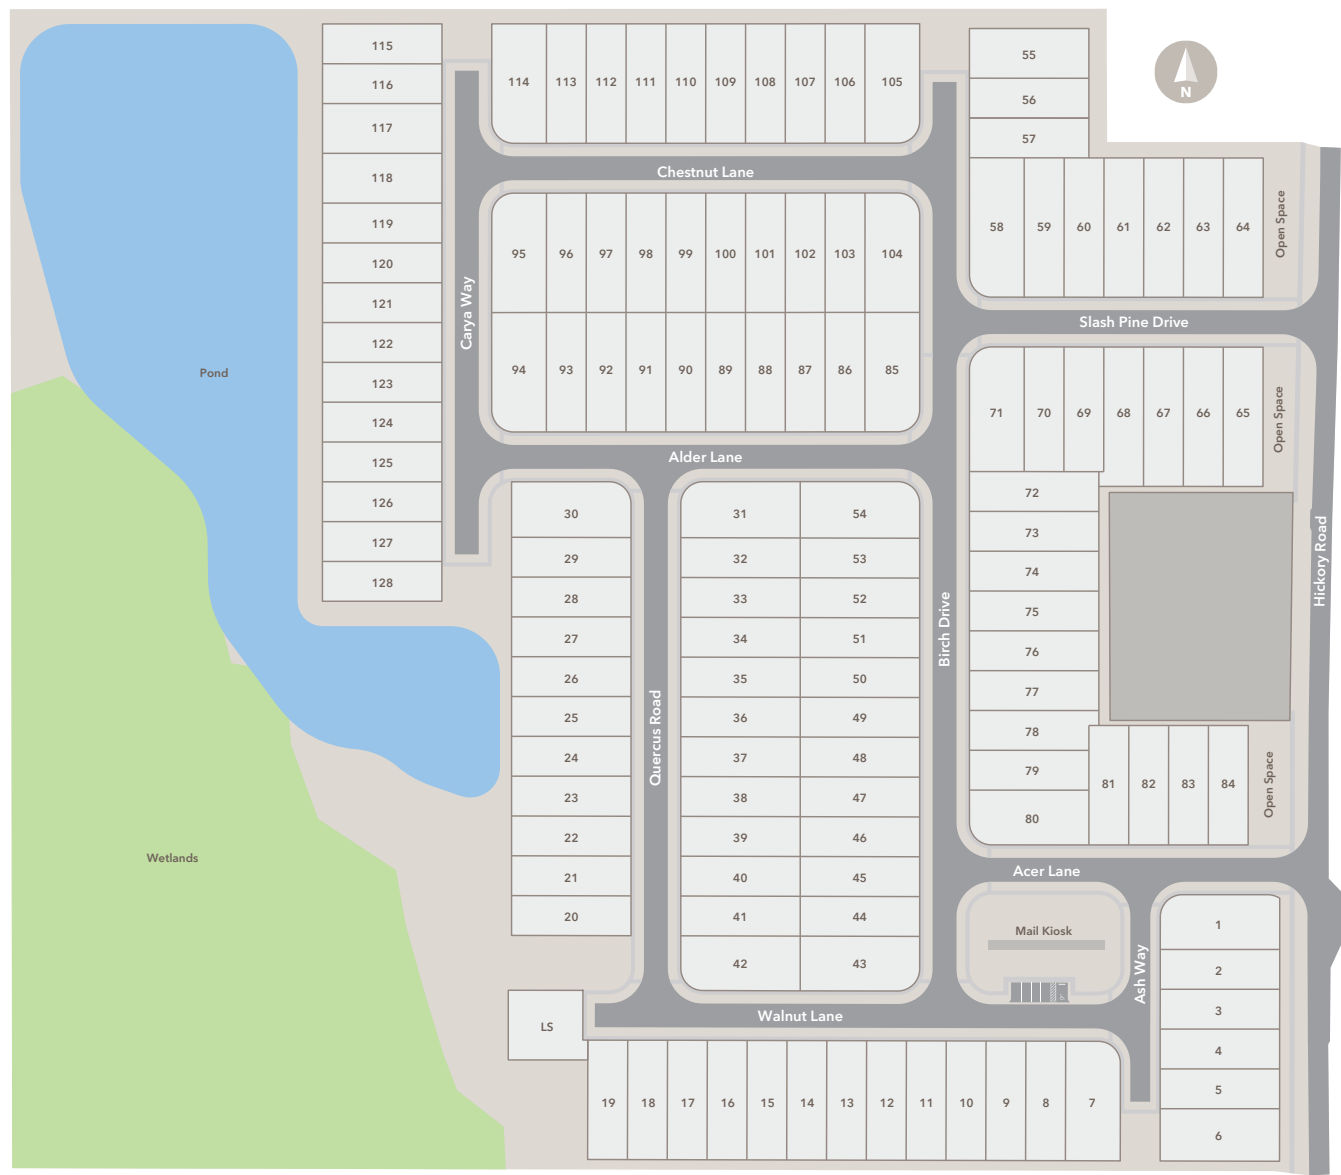 115
116
117
118
119
120
121
122
123
124
125
126
127
128
114 113 112 111 110 109 108 107 106 105
55
56
57
N
Chestnut Lane
58 59 60 61 62 63 64
Open Space
95 96 97 98 99 100 101 102 103 104
Carya Way
Slash Pine Drive
94 93 92 91 90 89 88 87 86 85
Pond
71 70 69 68 67 66 65
Open Space
Alder Lane
72
73
74
75
76
77
78
79
80
81 82 83 84
Open Space
Hickory Road
30
29
28
27
26
25
24
23
22
21
20
Quercus Road
31 54
32 53
33 52
34 51
35 50
36 49
37 48
38 47
39 46
40 45
41 44
42 43
Birch Drive
Wetlands
Acer Lane
Mail Kiosk
Ash Way
1
2
3
4
5
6
LS
Walnut Lane
19 18 17 16 15 14 13 12 11 10 9 8 7